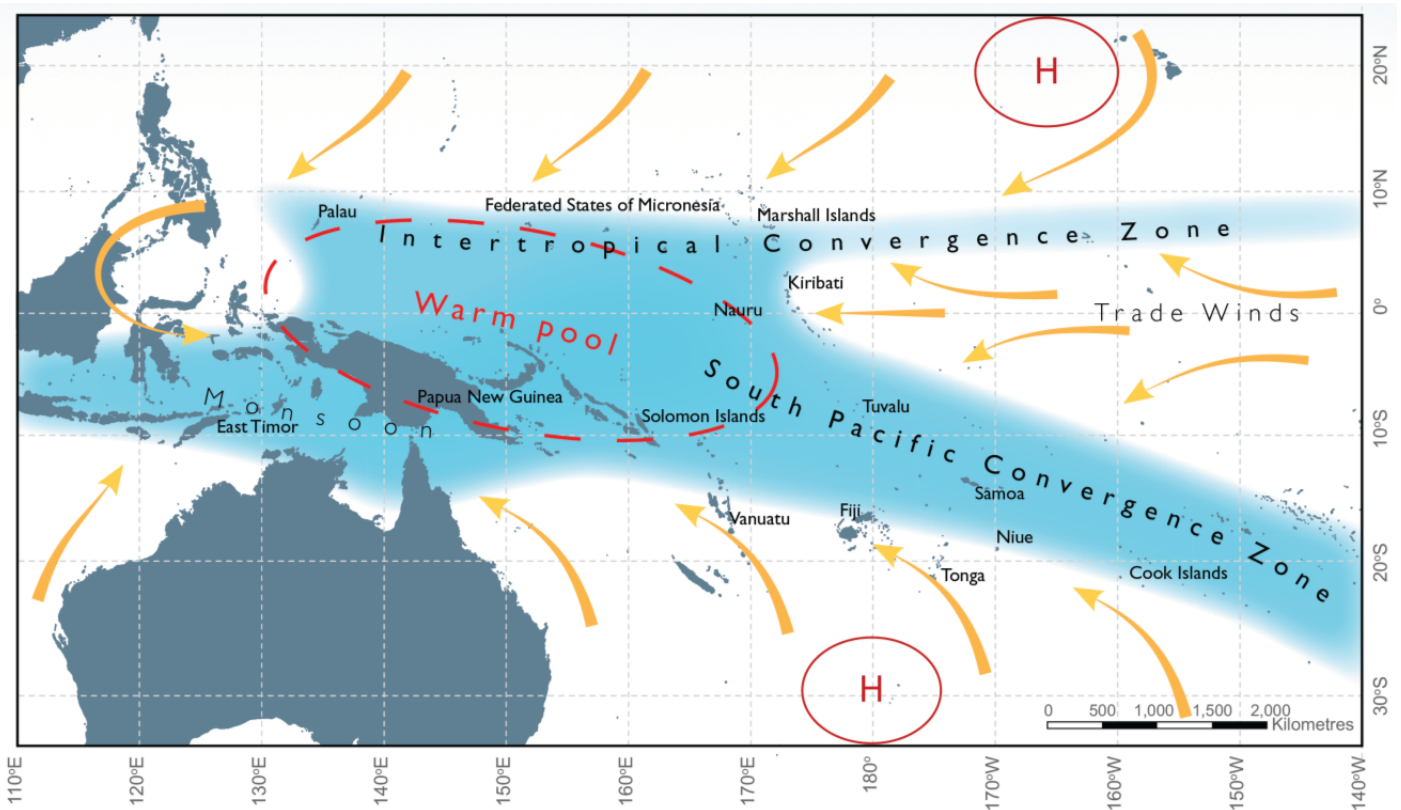 H
20°N
10°N
Palau
Federated States of Micronesia
Marshall Islands
Intertropical Convergence Zone
Kiribati
Warm pool
Nauru
Trade Winds
0°
South Pacific Convergence Zone
Monsoon
East Timor
Papua New Guinea
Solomon Islands
Tuvalu
10°S
Samoa
Vanuatu
Fiji
Niue
Tonga
Cook Islands
20°S
H
30°S
0 500 1,000 1,500 2,000
Kilometres
110°E 120°E 130°E 140°E 150°E 160°E 170°E 180° 170°W 160°W 150°W 140°W